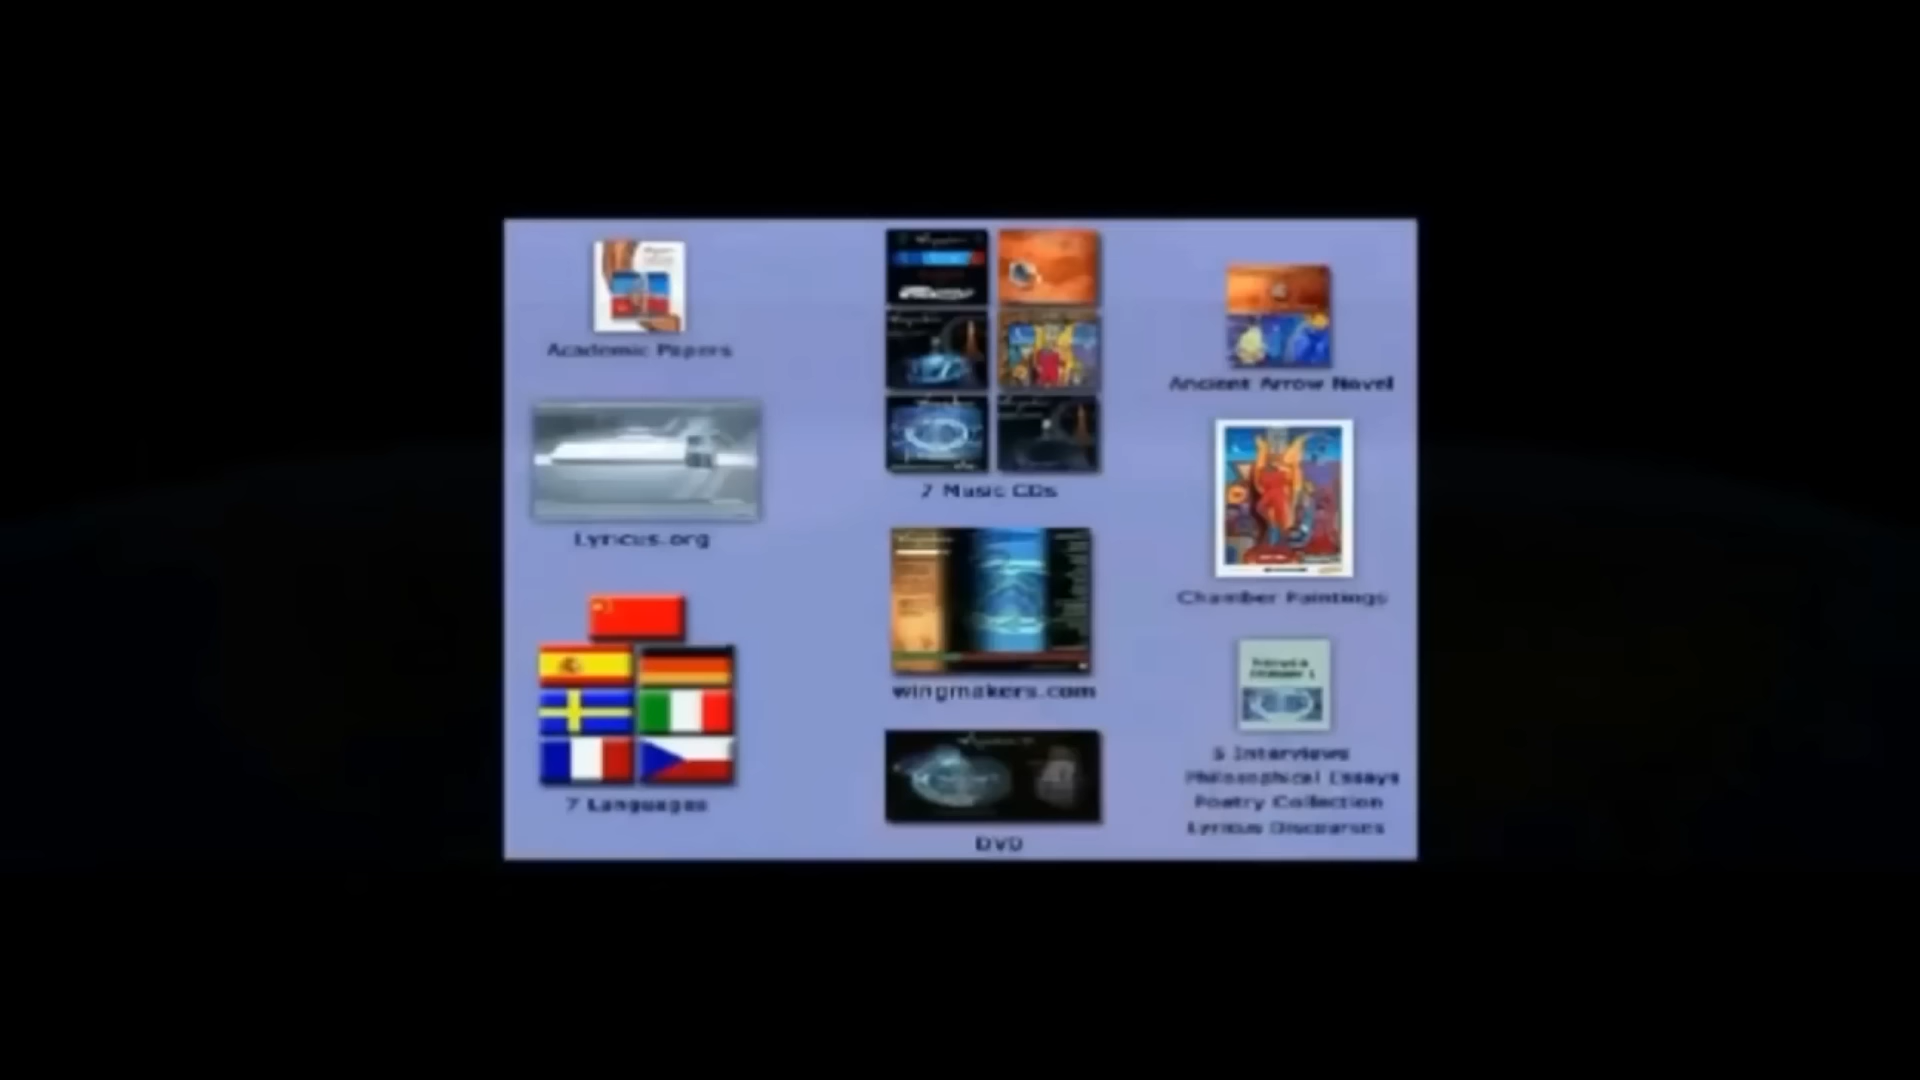 Academic Papers
Lyricus.org
7 Languages
7 Music CDs
wingmakers.com
DVD
Ancient Arrow Novel
Chamber Paintings
5 Interviews
Philosophical Essays
Poetry Collection
Lyricus Discourses